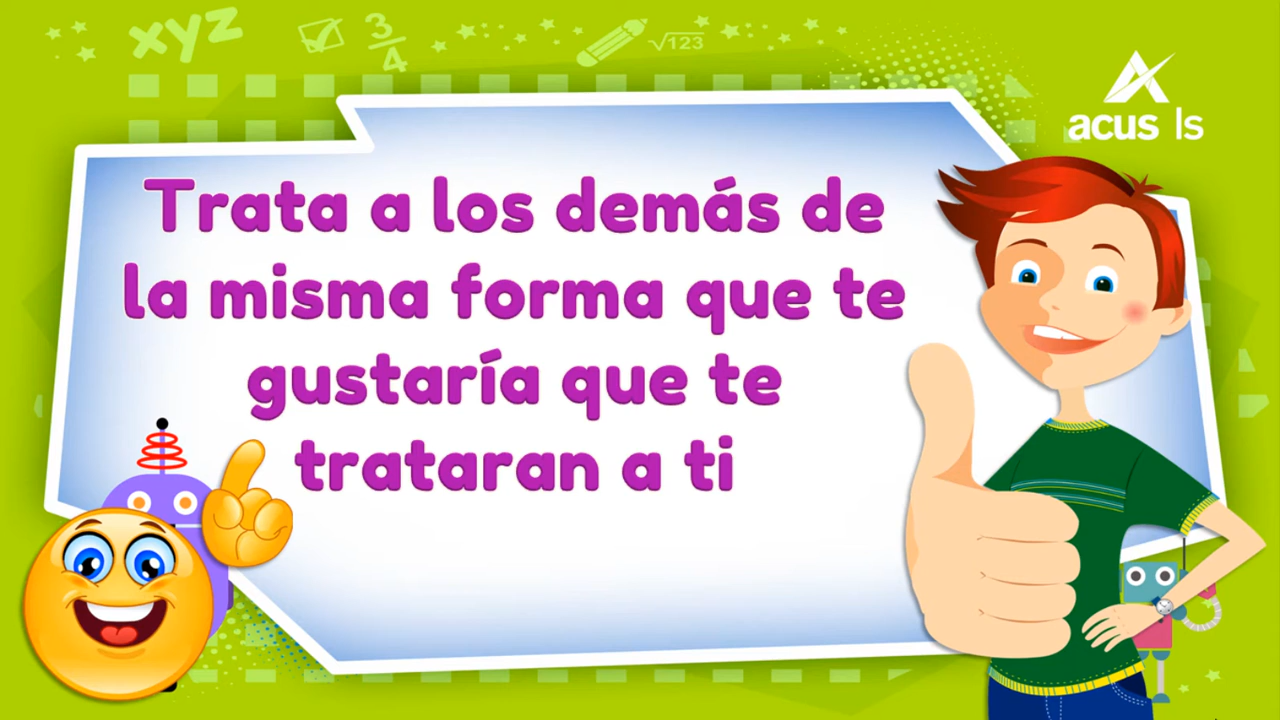 xyz
3
4
√123
acus ls
Trata a los demás de
la misma forma que te
gustaría que te
trataran a ti